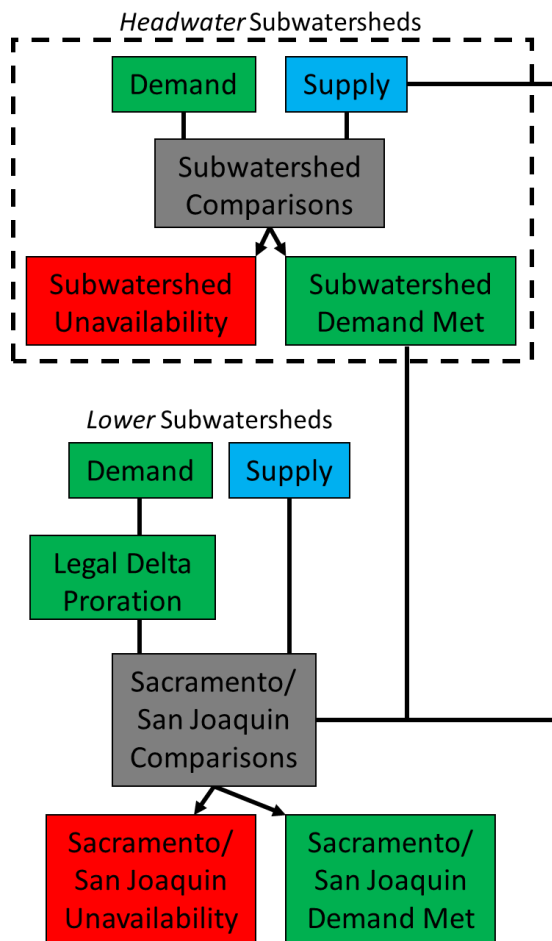 Headwater Subwatersheds
Demand
Supply
Subwatershed
Comparisons
Subwatershed
Unavailability
Subwatershed
Demand Met
Lower Subwatersheds
Demand
Supply
Legal Delta
Proration
Sacramento/
San Joaquin
Comparisons
Sacramento/
San Joaquin
Unavailability
Sacramento/
San Joaquin
Demand Met